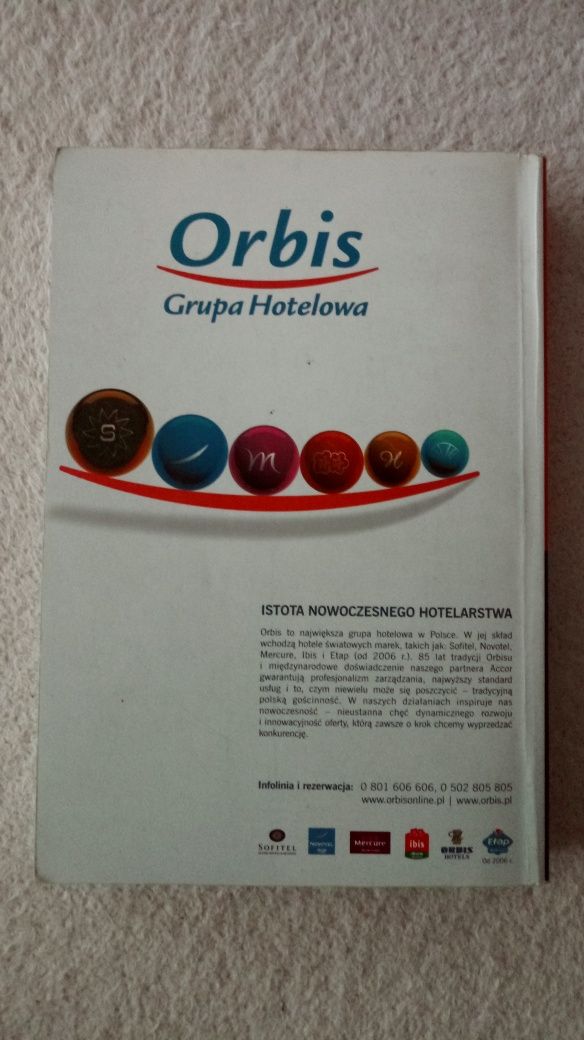 Orbis
Grupa Hotelowa
S
M
H
ISTOTA NOWOCZESNEGO HOTELARSTWA
Orbis to największa grupa hotelowa w Polsce. W jej skład
wchodzą hotele światowych marek, takich jak: Sofitel, Novotel,
Mercure, Ibis i Etap (od 2006 r.). 85 lat tradycji Orbisu
i międzynarodowe doświadczenie naszego partnera Accor
gwarantują profesjonalizm zarządzania, najwyższy standard
usług i to, czym niewielu może się poszczycić – tradycyjną
polską gościnność. W naszych działaniach inspiruje nas
nowoczesność – nieustanna chęć dynamicznego rozwoju
i innowacyjność oferty, którą zawsze o krok chcemy wyprzedzać
konkurencję.
Infolinia i rezerwacja: 0 801 606 606, 0 502 805 805
www.orbisonline.pl | www.orbis.pl
SOFITEL NOVOTEL Mercure ibis ORBIS HOTELS Etap
Od 2006 r.